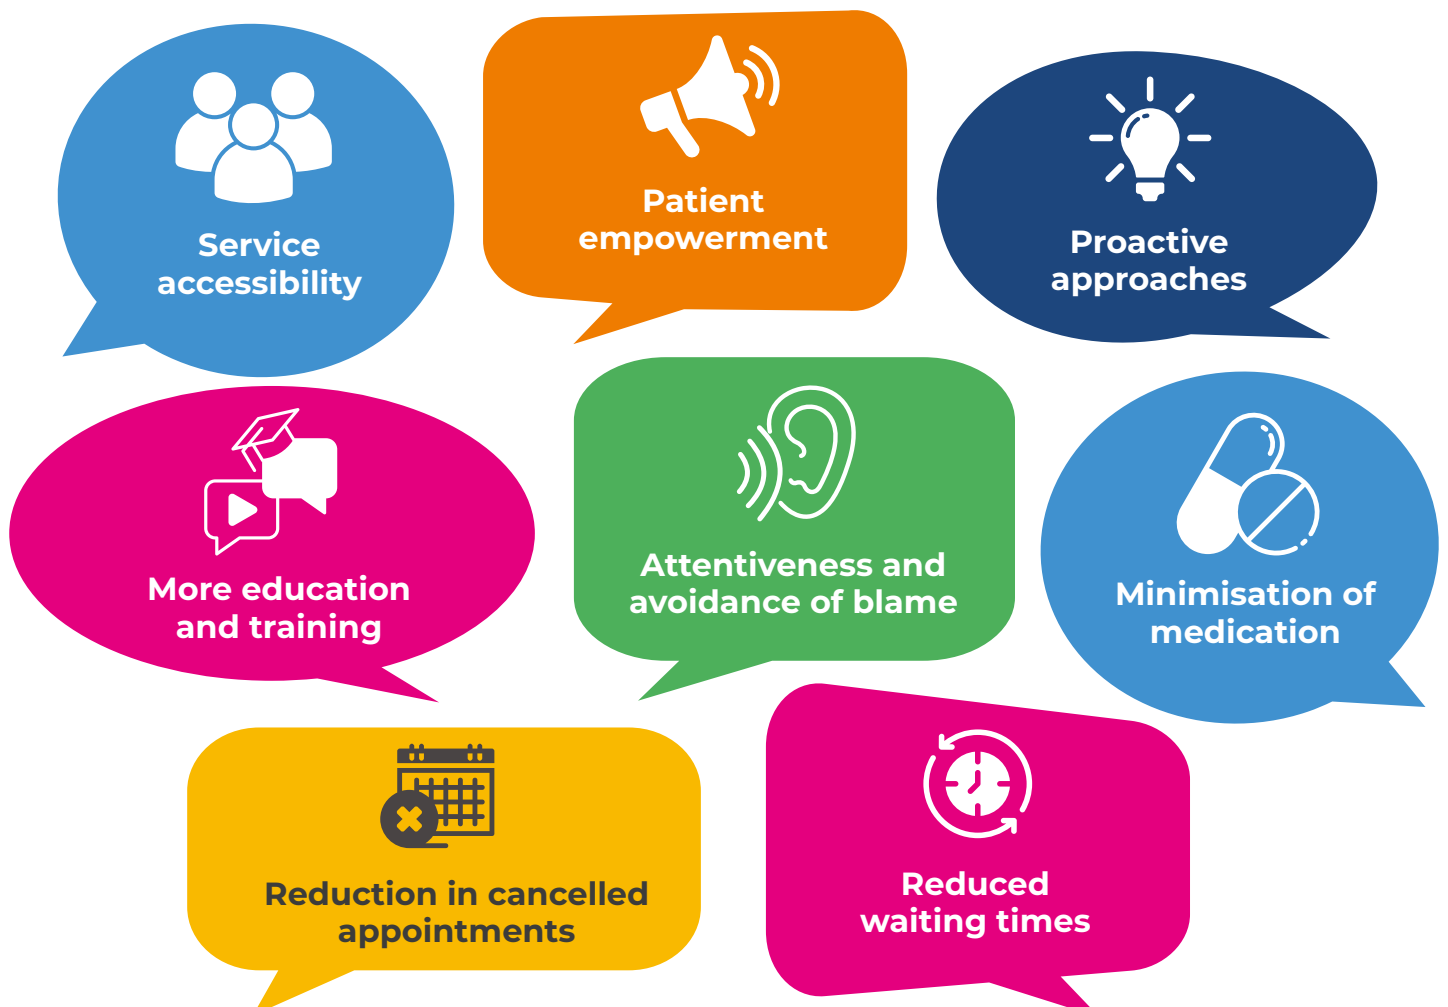 Service
accessibility
Patient
empowerment
Proactive
approaches
More education
and training
Attentiveness and
avoidance of blame
Minimisation of
medication
Reduction in cancelled
appointments
Reduced
waiting times